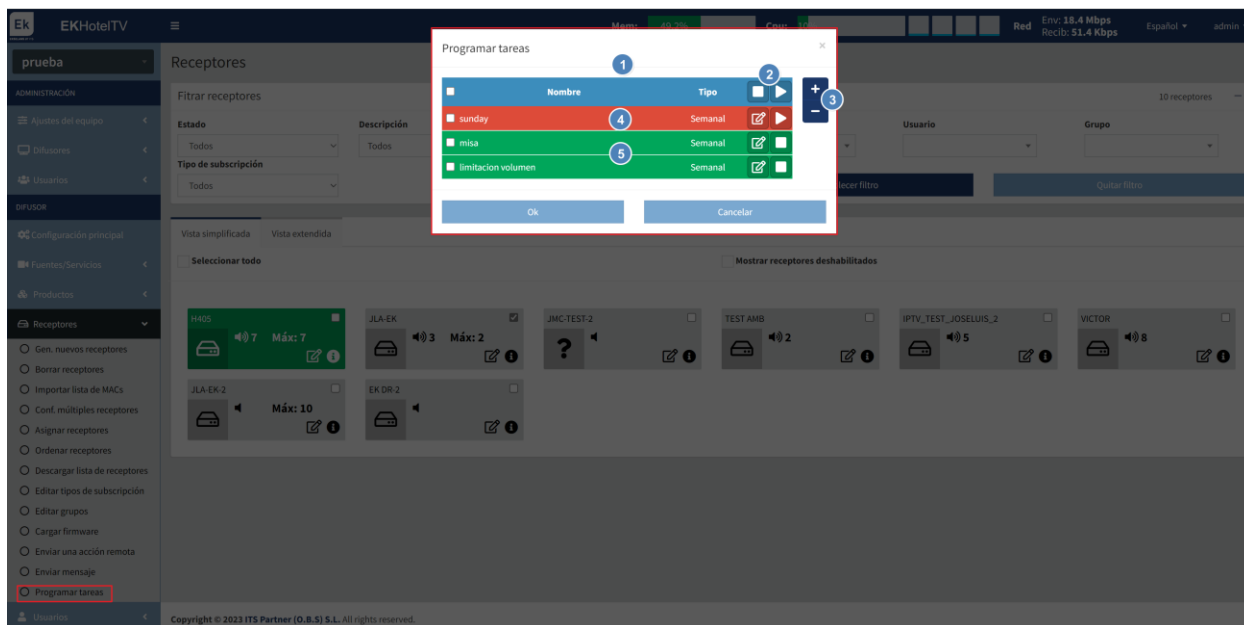 Ek EKHotelTV
Mem: 49.2% Cpu: 10%
Red Env: 18.4 Mbps
Recib: 51.4 Kbps
Español admin
prueba
Receptores
ADMINISTRACIÓN
Ajustes del equipo
Difusores
Usuarios
DIFUSOR
Configuración principal
Fuentes/Servicios
Productos
Receptores
Gen. nuevos receptores
Borrar receptores
Importar lista de MACs
Conf. múltiples receptores
Asignar receptores
Ordenar receptores
Descargar lista de receptores
Editar tipos de subscripción
Editar grupos
Cargar firmware
Enviar una acción remota
Enviar mensaje
Programar tareas
Usuarios
Fitrar receptores
10 receptores
Estado Descripción Usuario Grupo
Todos Todos
Tipo de subscripción
Todos
lecer filtro Quitar filtro
Programar tareas ×
1
2
Nombre Tipo
+
3
−
sunday 4 Semanal
misa Semanal
5
limitacion volumen Semanal
Ok Cancelar
Vista simplificada Vista extendida
Seleccionar todo Mostrar receptores deshabilitados
H405
7 Máx: 7
JLA-EK
3 Máx: 2
JMC-TEST-2
?
TEST AMB
2
IPTV_TEST_JOSELUIS_2
5
VICTOR
8
JLA-EK-2
Máx: 10
EK DR-2
Copyright © 2023 ITS Partner (O.B.S) S.L. All rights reserved.